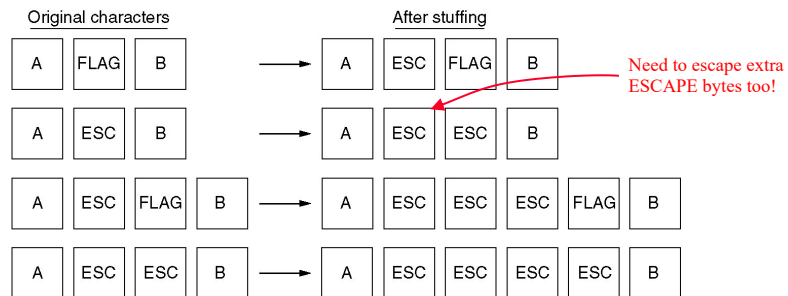 Original characters After stuffing
A FLAG B A ESC FLAG B
Need to escape extra
ESCAPE bytes too!
A ESC B A ESC ESC B
A ESC FLAG B A ESC ESC ESC FLAG B
A ESC ESC B A ESC ESC ESC ESC B